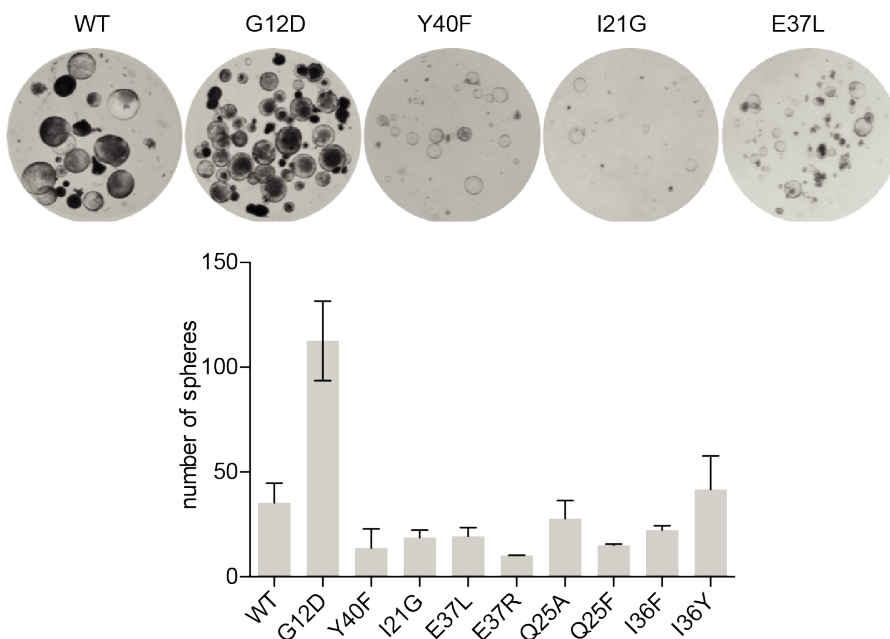 WT G12D Y40F I21G E37L
150
100
50
0
number of spheres
WT G12D Y40F I21G E37L E37R Q25A Q25F I36F I36Y